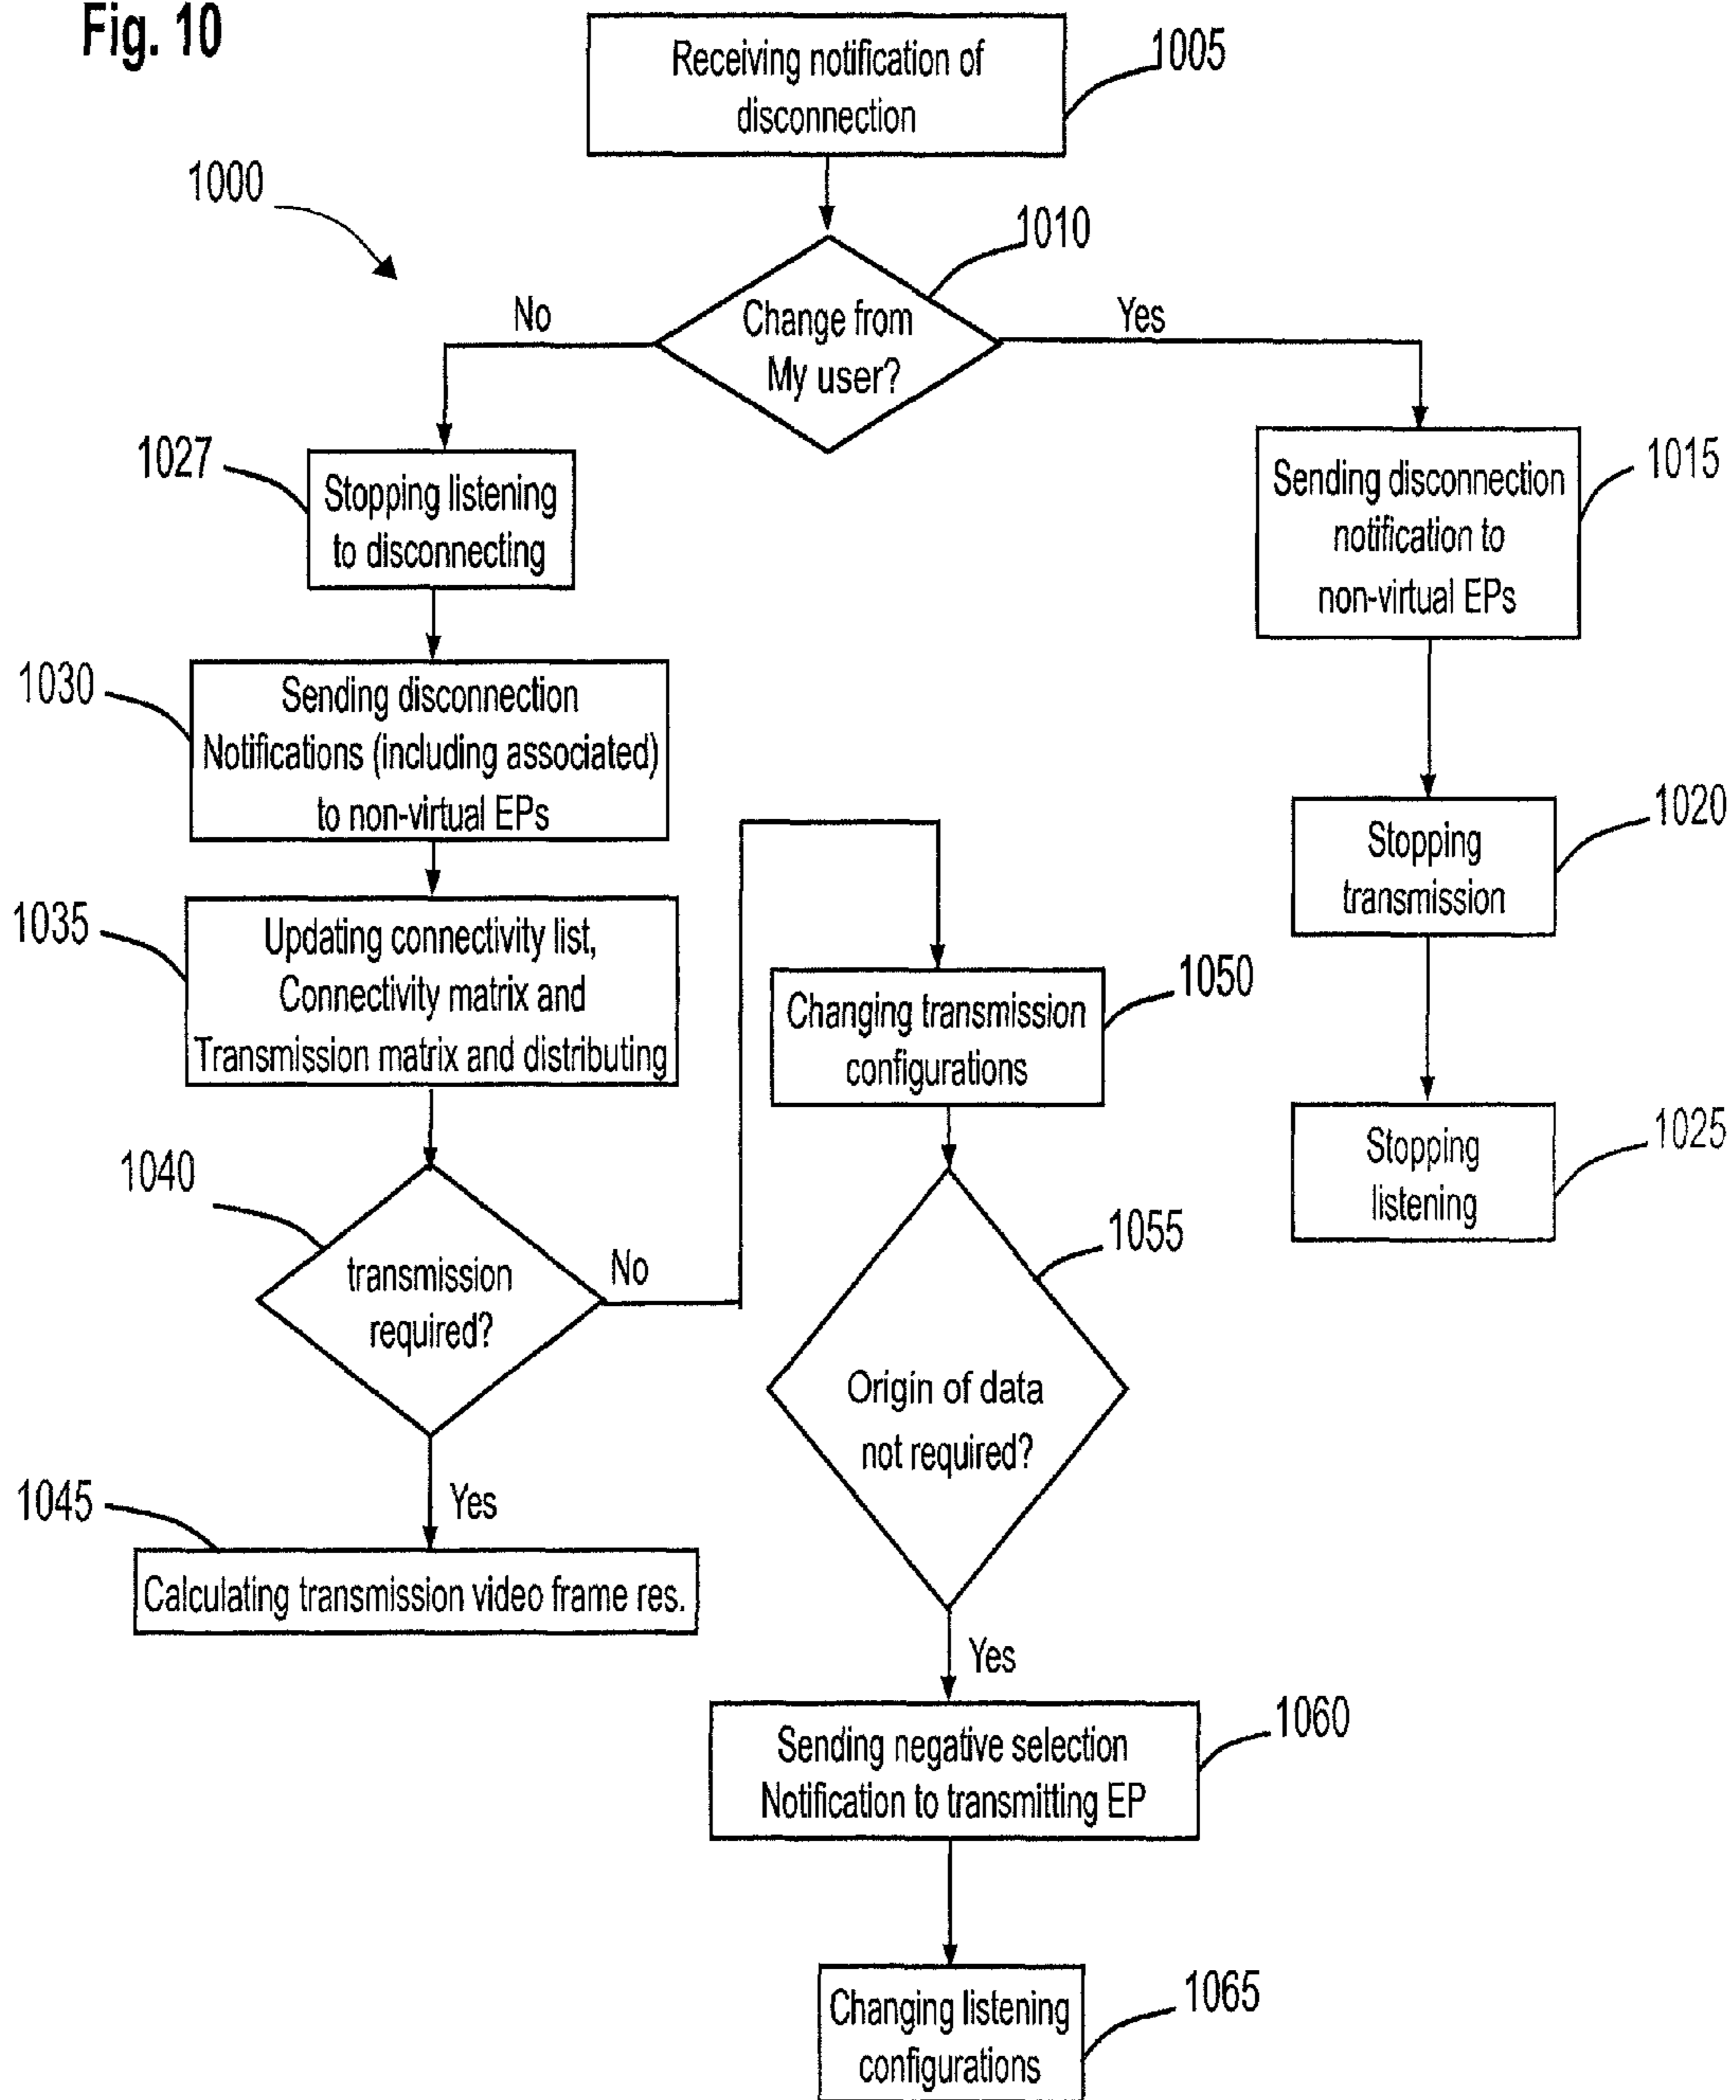 Fig. 10
Receiving notification of
disconnection
1005
1000
1010
Change from
My user?
No
Yes
1027
Stopping listening
to disconnecting
1015
Sending disconnection
notification to
non-virtual EPs
1030
Sending disconnection
Notifications (including associated)
to non-virtual EPs
1020
Stopping
transmission
1035
Updating connectivity list,
Connectivity matrix and
Transmission matrix and distributing
1050
Changing transmission
configurations
1025
Stopping
listening
1040
transmission
required?
No
Yes
1055
Origin of data
not required?
1045
Calculating transmission video frame res.
Yes
1060
Sending negative selection
Notification to transmitting EP
1065
Changing listening
configurations